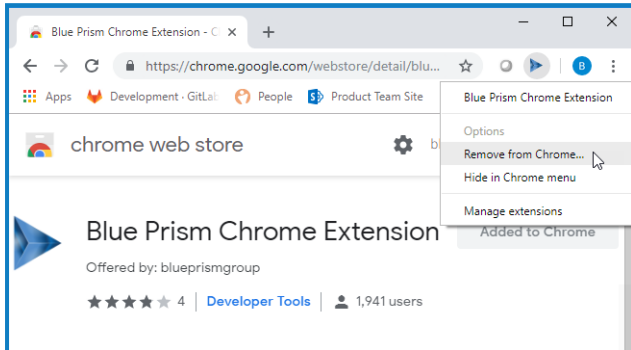 Blue Prism Chrome Extension - C
https://chrome.google.com/webstore/detail/blu...
B
Apps
Development · GitLab
People
Product Team Site
Blue Prism Chrome Extension
Options
Remove from Chrome...
Hide in Chrome menu
Manage extensions
chrome web store
bl
Blue Prism Chrome Extension
Added to Chrome
Offered by: blueprismgroup
4
Developer Tools
1,941 users